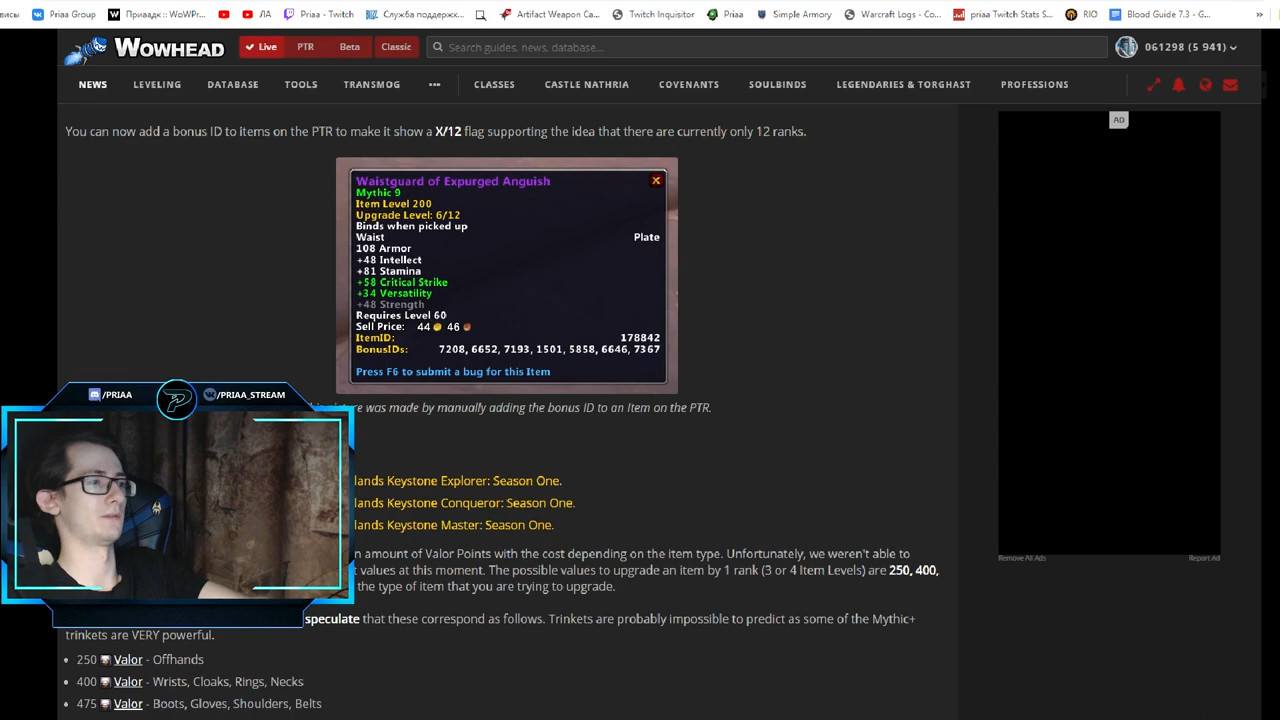 висы
Priaa Group
Приаадк :: WoWPr...
ЛА
Priaa - Twitch
Служба поддержк...
Artifact Weapon Ca...
Twitch Inquisitor
Priaa
Simple Armory
Warcraft Logs - Co...
priaa Twitch Stats S...
RIO
Blood Guide 7.3 - G...
»
WOWHEAD
Live
PTR
Beta
Classic
Search guides, news, database...
061298 (5 941)
NEWS
LEVELING
DATABASE
TOOLS
TRANSMOG
CLASSES
CASTLE NATHRIA
COVENANTS
SOULBINDS
LEGENDARIES & TORGHAST
PROFESSIONS
You can now add a bonus ID to items on the PTR to make it show a X/12 flag supporting the idea that there are currently only 12 ranks.
AD
Waistguard of Expurged Anguish
Mythic 9
Item Level 200
Upgrade Level: 6/12
Binds when picked up
Waist Plate
108 Armor
+48 Intellect
+81 Stamina
+58 Critical Strike
+34 Versatility
+48 Strength
Requires Level 60
Sell Price: 44 46
ItemID: 178842
BonusIDs: 7208, 6652, 7193, 1501, 5858, 6646, 7367
Press F6 to submit a bug for this Item
/PRIAA
/PRIAA_STREAM
picture was made by manually adding the bonus ID to an Item on the PTR.
lands Keystone Explorer: Season One.
lands Keystone Conqueror: Season One.
lands Keystone Master: Season One.
n amount of Valor Points with the cost depending on the item type. Unfortunately, we weren't able to
t values at this moment. The possible values to upgrade an item by 1 rank (3 or 4 Item Levels) are 250, 400,
the type of item that you are trying to upgrade.
Remove All Ads
Report Ad
speculate that these correspond as follows. Trinkets are probably impossible to predict as some of the Mythic+
trinkets are VERY powerful.
• 250 Valor - Offhands
• 400 Valor - Wrists, Cloaks, Rings, Necks
• 475 Valor - Boots, Gloves, Shoulders, Belts